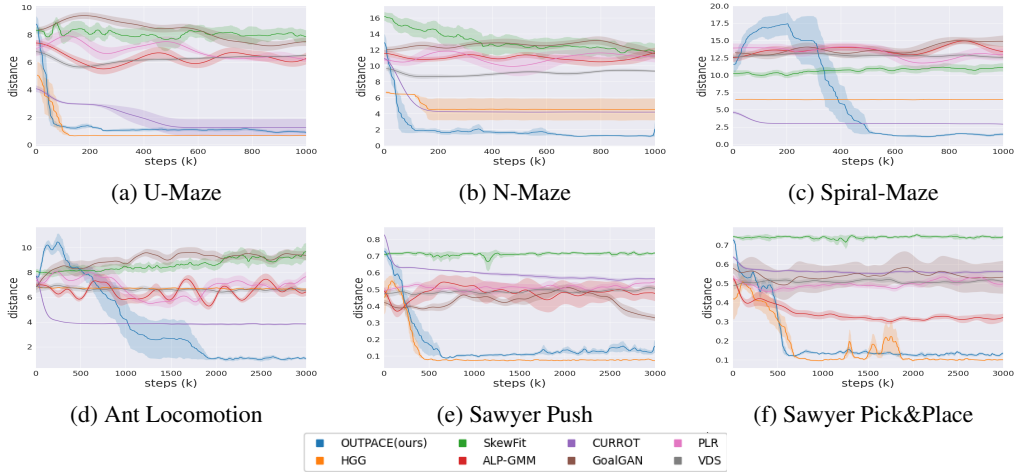 10
8
6
4
2
0
distance
0 200 400 600 800 1000
steps (k)
(a) U-Maze
16
14
12
10
8
6
4
2
0
distance
0 200 400 600 800 1000
steps (k)
(b) N-Maze
20.0
17.5
15.0
12.5
10.0
7.5
5.0
2.5
0.0
distance
0 200 400 600 800 1000
steps (k)
(c) Spiral-Maze
10
8
6
4
2
distance
0 500 1000 1500 2000 2500 3000
steps (k)
(d) Ant Locomotion
0.8
0.7
0.6
0.5
0.4
0.3
0.2
0.1
distance
0 500 1000 1500 2000 2500 3000
steps (k)
(e) Sawyer Push
0.7
0.6
0.5
0.4
0.3
0.2
0.1
distance
0 500 1000 1500 2000 2500 3000
steps (k)
(f) Sawyer Pick&Place
OUTPACE(ours) SkewFit CURROT PLR
HGG ALP-GMM GoalGAN VDS